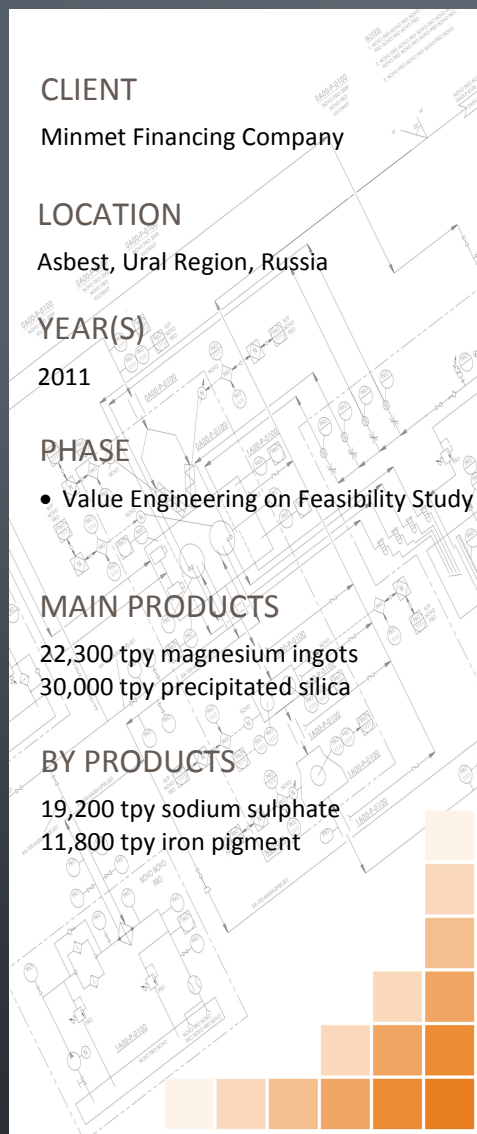 CLIENT
Minmet Financing Company
LOCATION
Asbest, Ural Region, Russia
YEAR(S)
2011
PHASE
• Value Engineering on Feasibility Study
MAIN PRODUCTS
22,300 tpy magnesium ingots
30,000 tpy precipitated silica
BY PRODUCTS
19,200 tpy sodium sulphate
11,800 tpy iron pigment